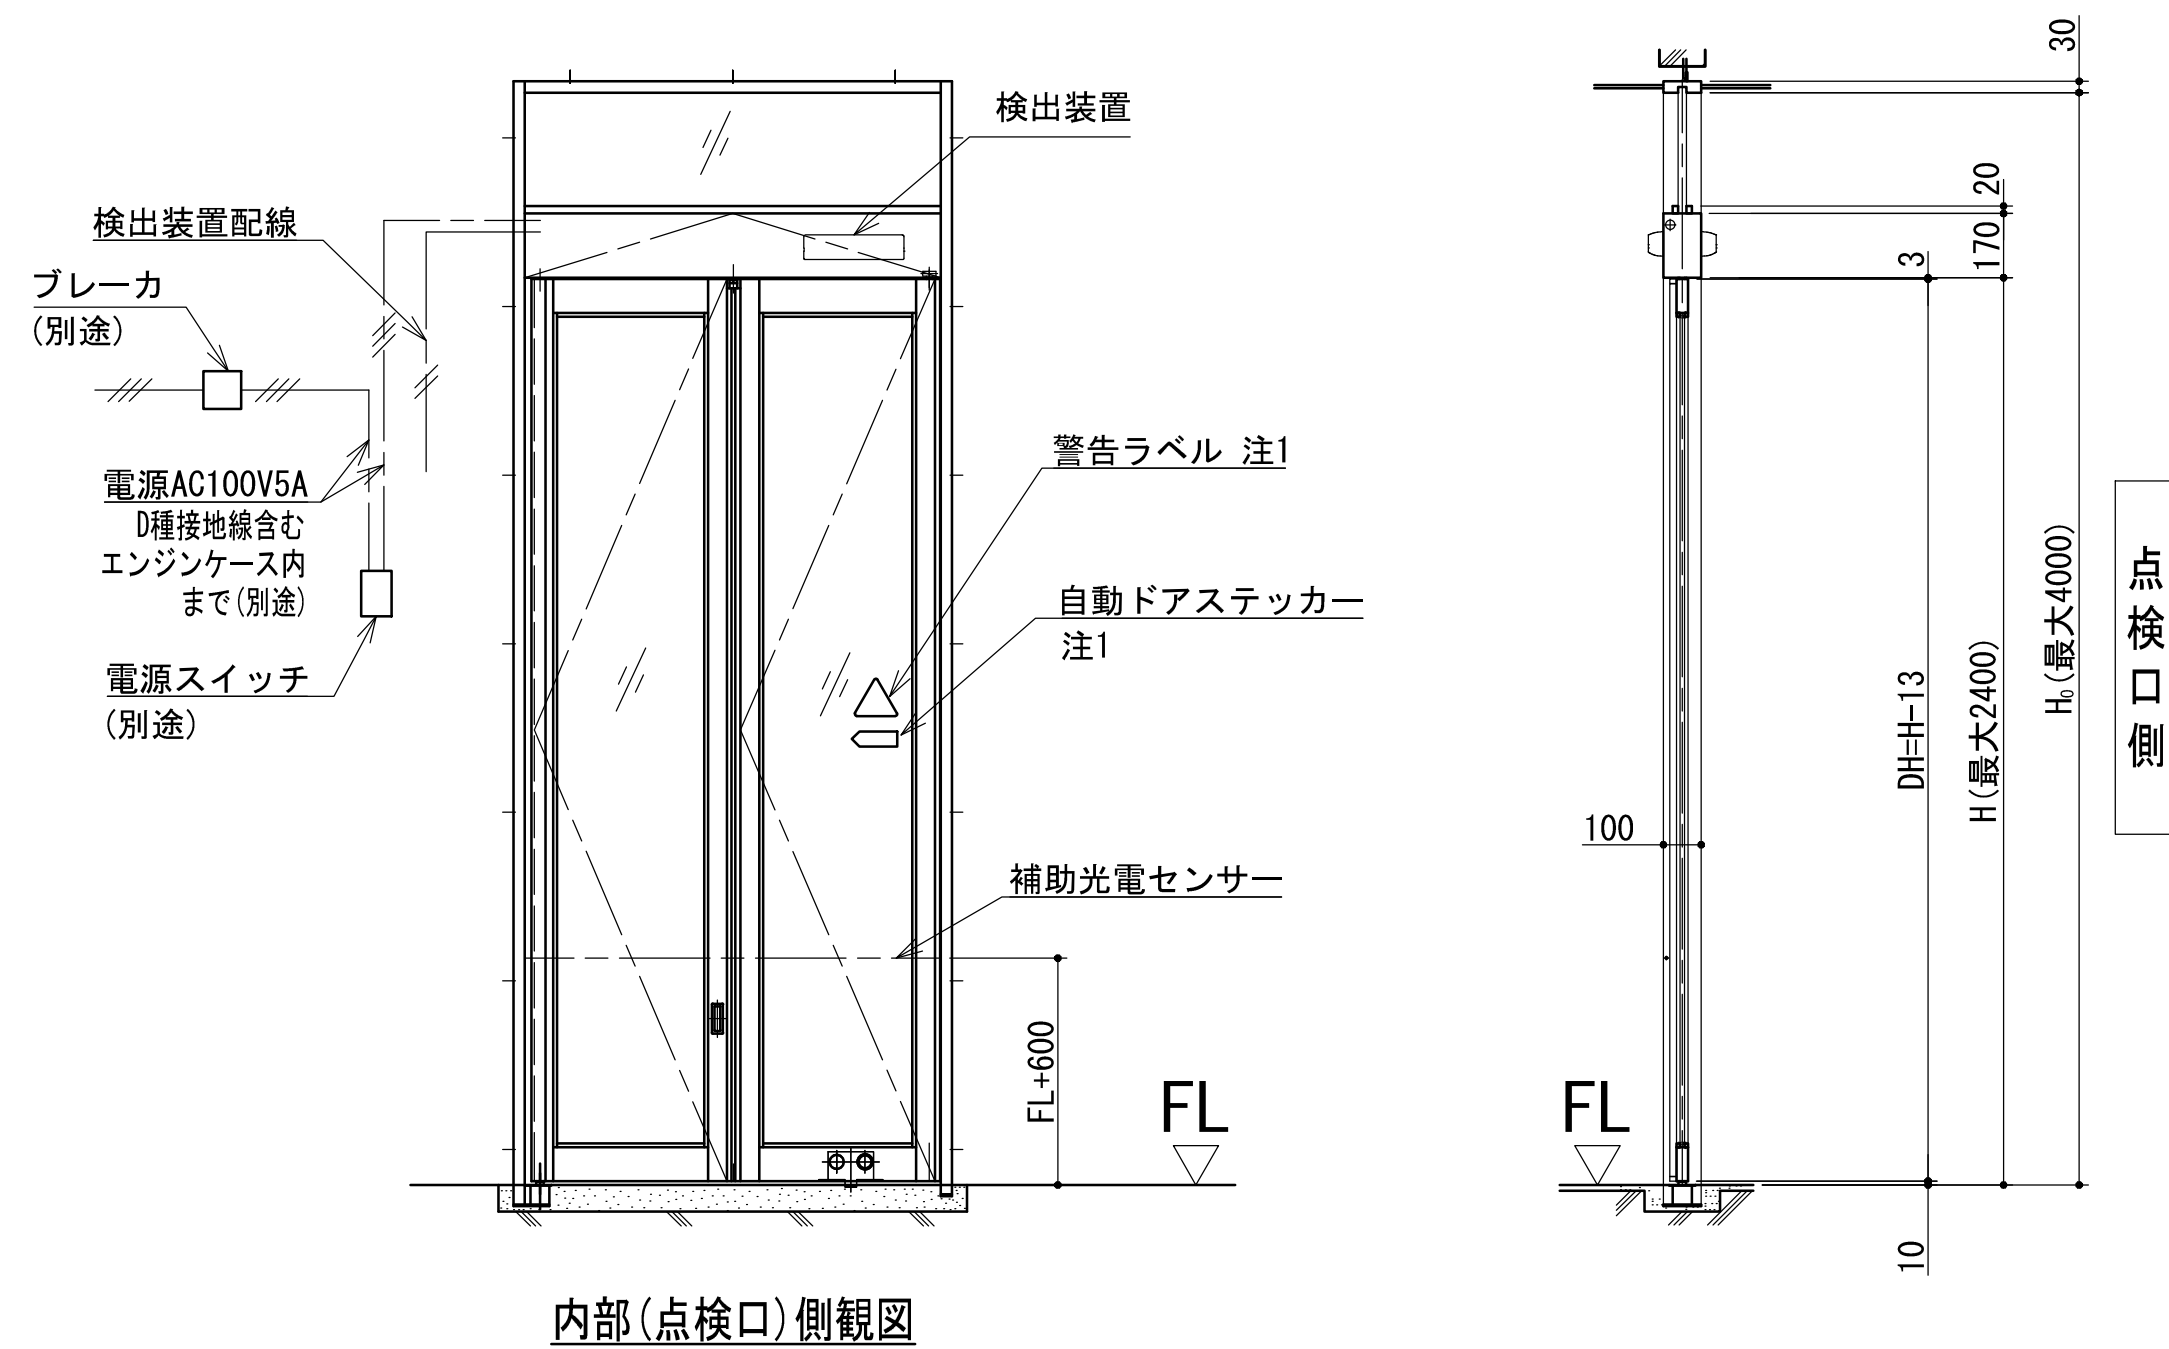 検出装置
検出装置配線
ブレーカ
(別途)
電源AC100V5A
D種接地線含む
エンジンケース内
まで(別途)
電源スイッチ
(別途)
警告ラベル 注1
自動ドアステッカー
注1
補助光電センサー
FL+600
FL
内部(点検口)側観図
30
20
170
3
100
DH=H-13
H(最大2400)
H₀(最大4000)
FL
10
点検口側